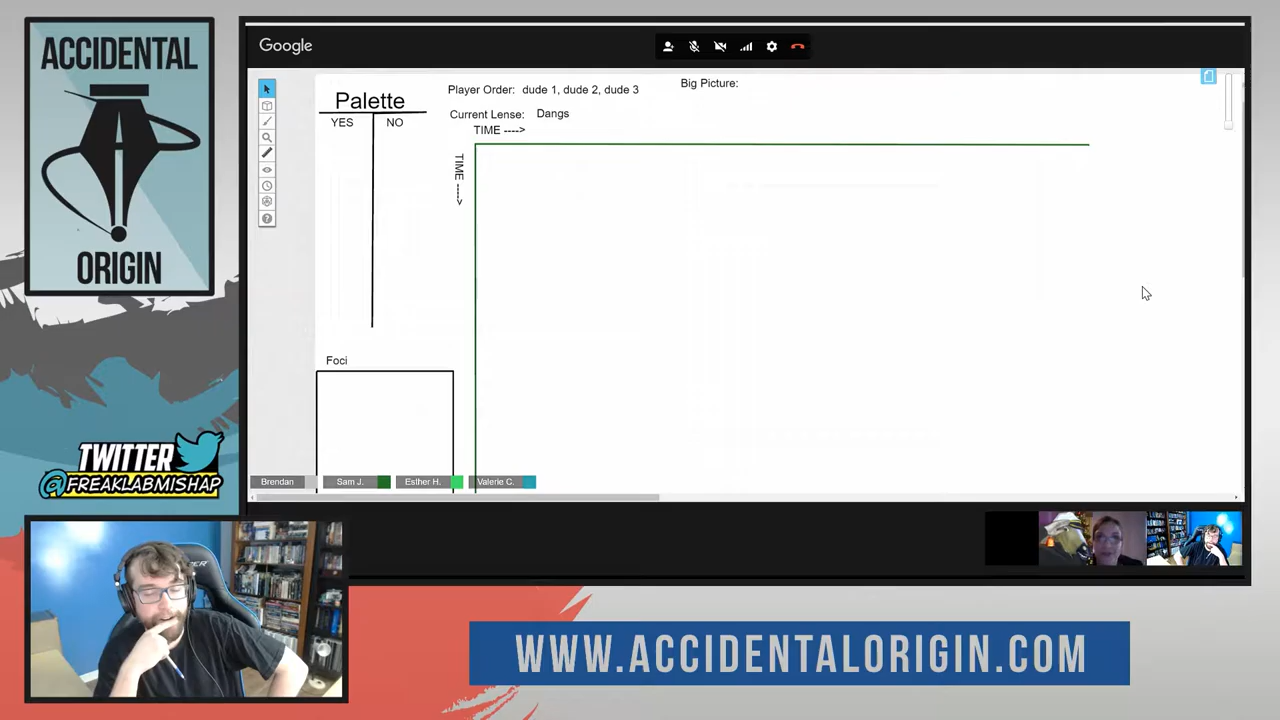 ACCIDENTAL
ORIGIN
Google
Palette
YES NO
Player Order: dude 1, dude 2, dude 3
Big Picture:
Current Lense: Dangs
TIME ---->
TIME ---->
Foci
Brendan
Sam J.
Esther H.
Valerie C.
TWITTER
@FREAKLABMISHAP
WWW.ACCIDENTALORIGIN.COM